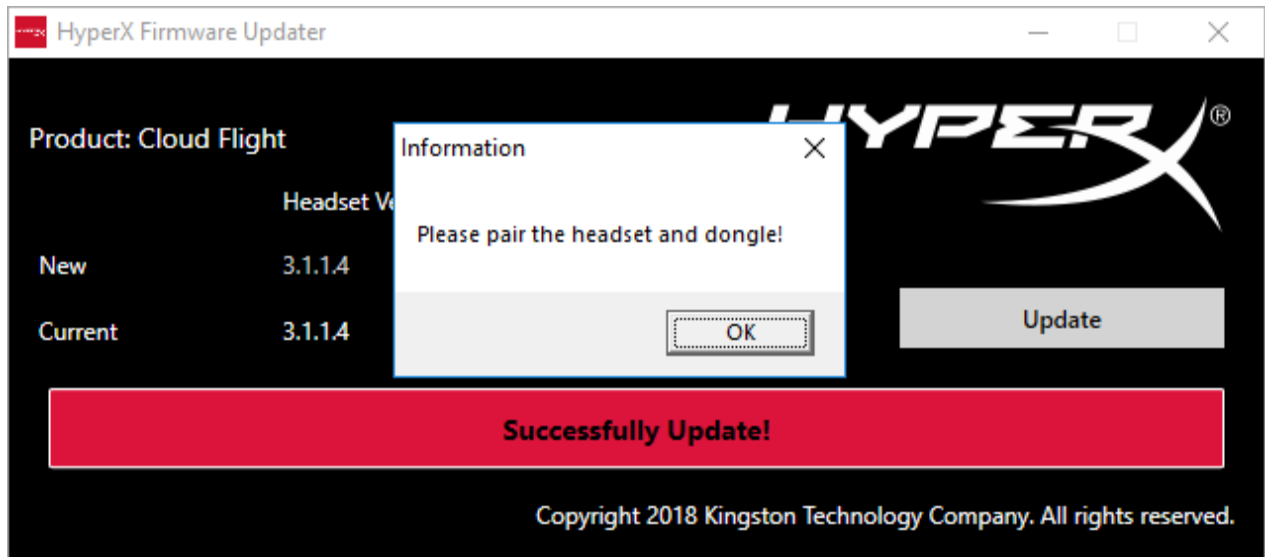 HyperX Firmware Updater
HYPERX®
Product: Cloud Flight
Information
Headset
Please pair the headset and dongle!
New 3.1.1.4
Update
Current 3.1.1.4
OK
Successfully Update!
Copyright 2018 Kingston Technology Company. All rights reserved.